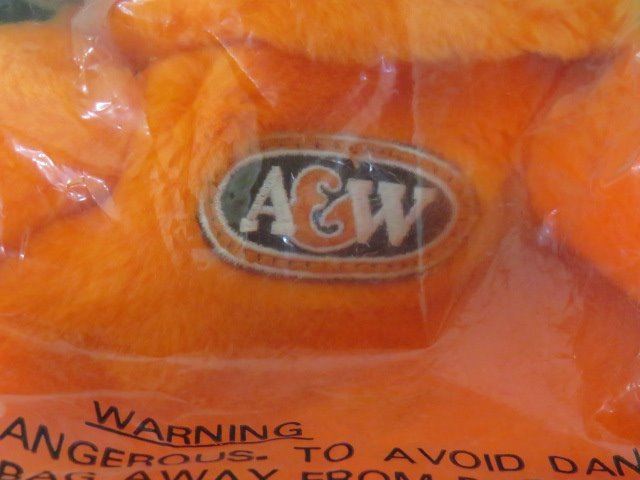 A&W
WARNING
ANGEROUS. TO AVOID DAN
BAG AWAY FROM